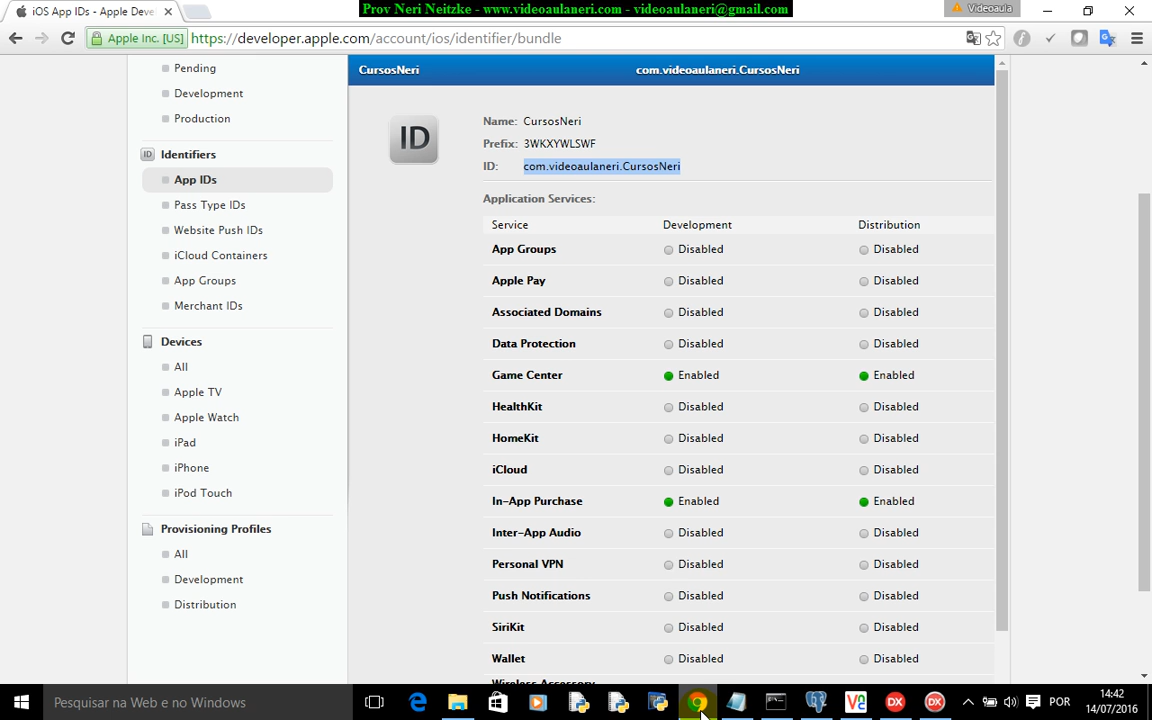 iOS App IDs - Apple Deve
Prov Neri Neitzke - www.videoaulaneri.com - videoaulaneri@gmail.com
Videoaula
Apple Inc. [US]
https://developer.apple.com/account/ios/identifier/bundle
Pending
Development
Production
Identifiers
App IDs
Pass Type IDs
Website Push IDs
iCloud Containers
App Groups
Merchant IDs
Devices
All
Apple TV
Apple Watch
iPad
iPhone
iPod Touch
Provisioning Profiles
All
Development
Distribution
CursosNeri com.videoaulaneri.CursosNeri
ID
Name: CursosNeri
Prefix: 3WKXYWLSWF
ID: com.videoaulaneri.CursosNeri
Application Services:
Service Development Distribution
App Groups Disabled Disabled
Apple Pay Disabled Disabled
Associated Domains Disabled Disabled
Data Protection Disabled Disabled
Game Center Enabled Enabled
HealthKit Disabled Disabled
HomeKit Disabled Disabled
iCloud Disabled Disabled
In-App Purchase Enabled Enabled
Inter-App Audio Disabled Disabled
Personal VPN Disabled Disabled
Push Notifications Disabled Disabled
SiriKit Disabled Disabled
Wallet Disabled Disabled
Wireless Accessory
Pesquisar na Web e no Windows
POR
14:42
14/07/2016